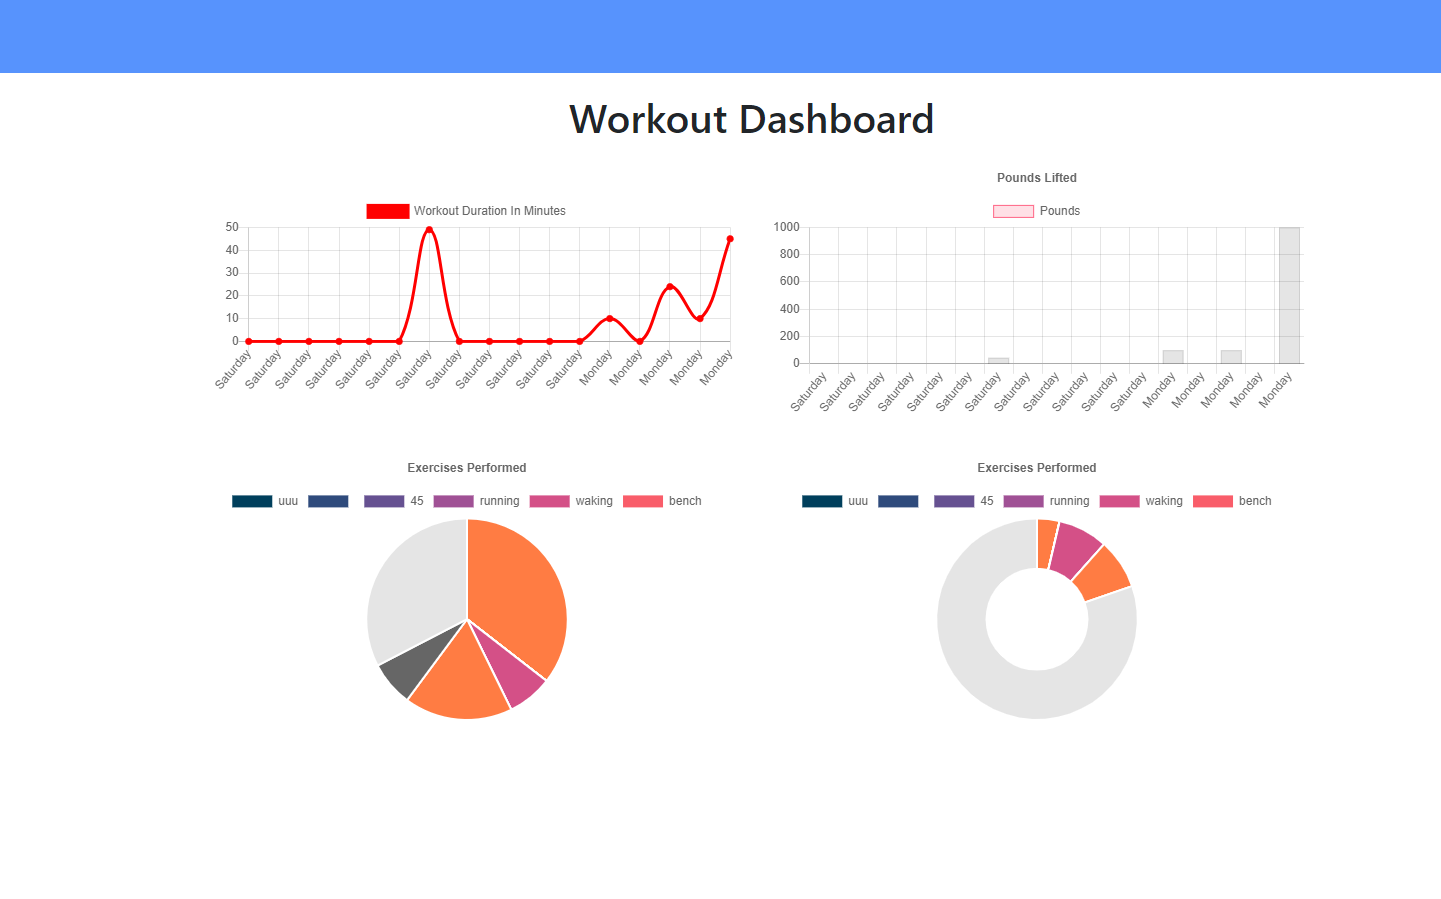 Workout Dashboard
Workout Duration In Minutes
50
40
30
20
10
0
Saturday Saturday Saturday Saturday Saturday Saturday Saturday Saturday Saturday Saturday Saturday Saturday Monday Monday Monday Monday Monday
Pounds Lifted
Pounds
1000
800
600
400
200
0
Saturday Saturday Saturday Saturday Saturday Saturday Saturday Saturday Saturday Saturday Saturday Saturday Monday Monday Monday Monday Monday
Exercises Performed
uuu 45 running waking bench
Exercises Performed
uuu 45 running waking bench